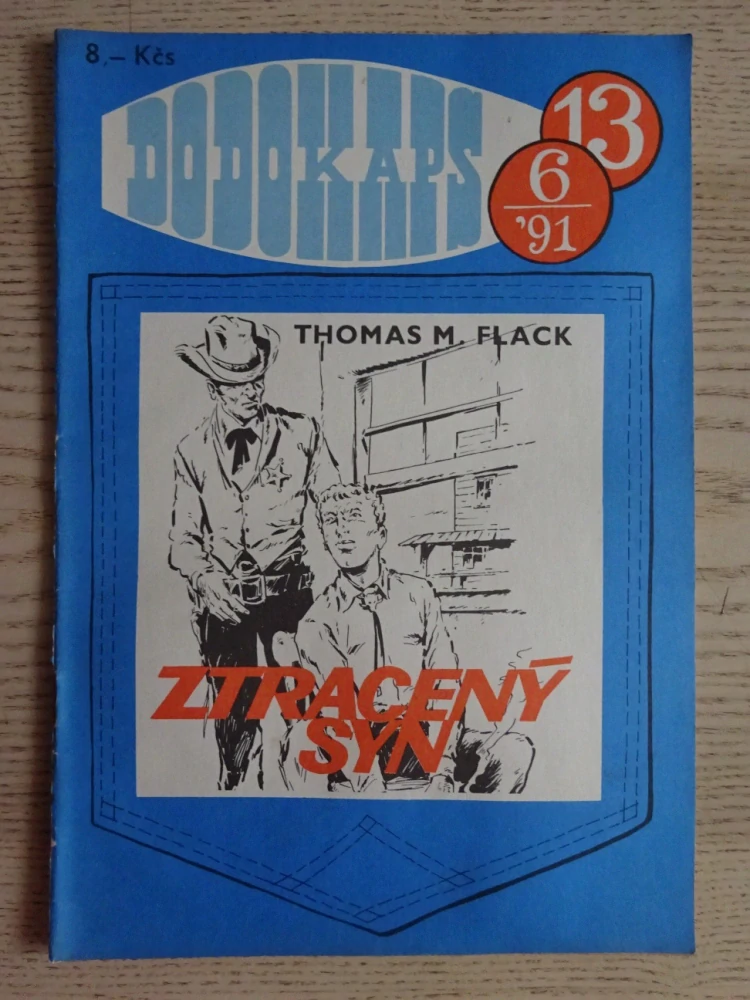 8,– Kčs
DODOKAPS
13
6
'91
THOMAS M. FLACK
ZTRACENÝ
SYN